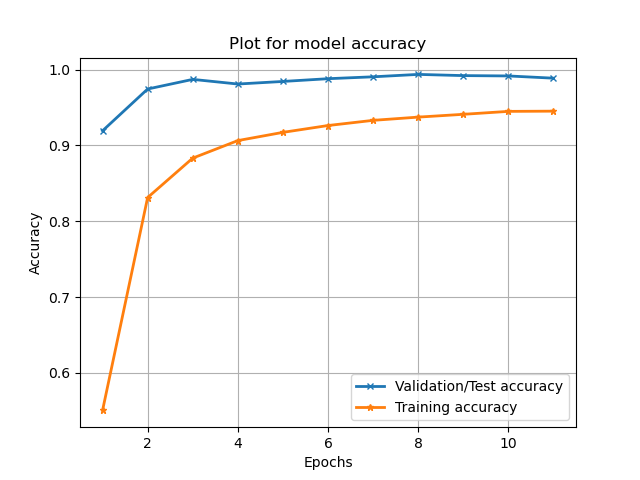 Plot for model accuracy
1.0
0.9
0.8
0.7
0.6
Accuracy
Validation/Test accuracy
Training accuracy
2 4 6 8 10
Epochs